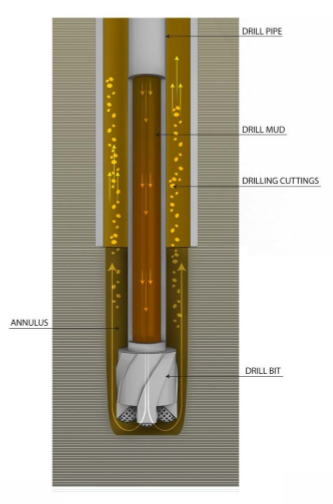 DRILL PIPE
DRILL MUD
DRILLING CUTTINGS
ANNULUS
DRILL BIT